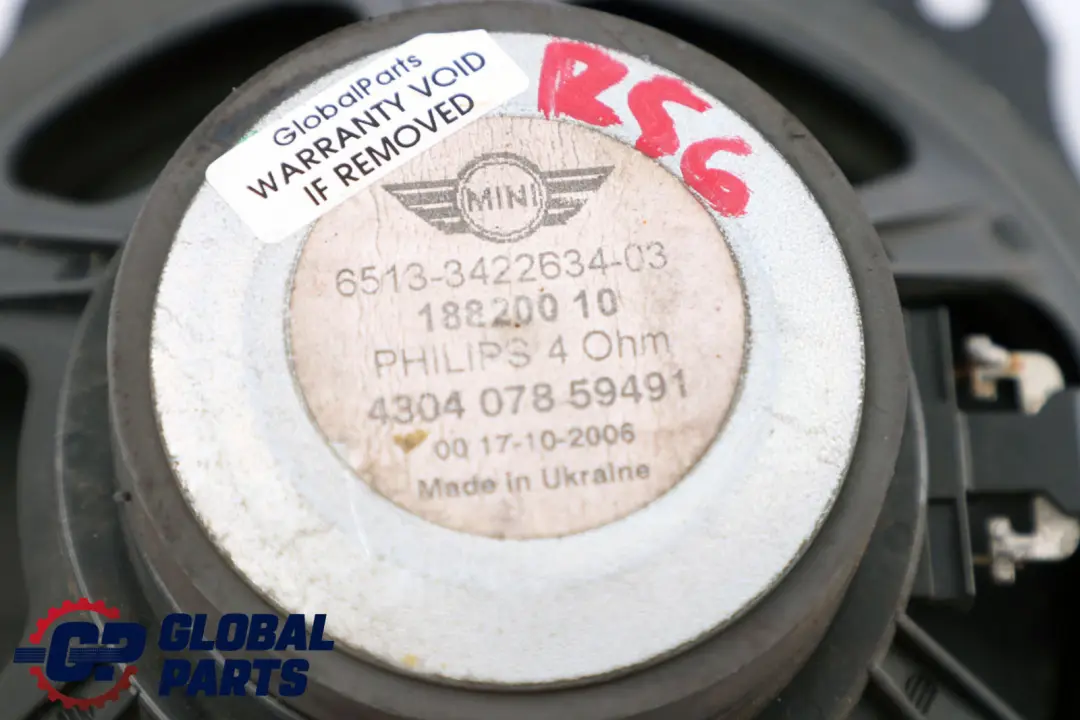 GlobalParts
WARRANTY VOID
IF REMOVED
MINI
6513-3422634-03
18820010
PHILIPS 4 Ohm
4304 078 59491
00 17-10-2006
Made in Ukraine
GP GLOBAL
PARTS